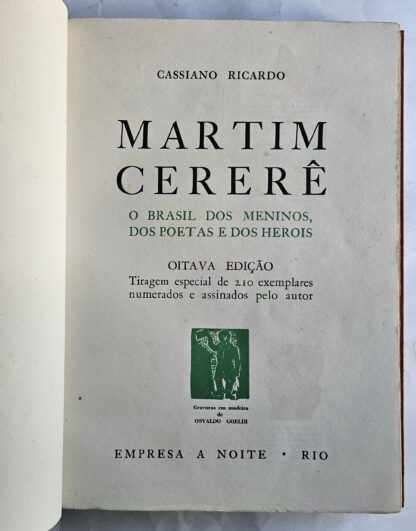 CASSIANO RICARDO
MARTIM
CERERÊ
O BRASIL DOS MENINOS,
DOS POETAS E DOS HEROIS
OITAVA EDIÇÃO
Tiragem especial de 210 exemplares
numerados e assinados pelo autor
Gravuras em madeira
de
OSVALDO GOELDI
EMPRESA A NOITE * RIO